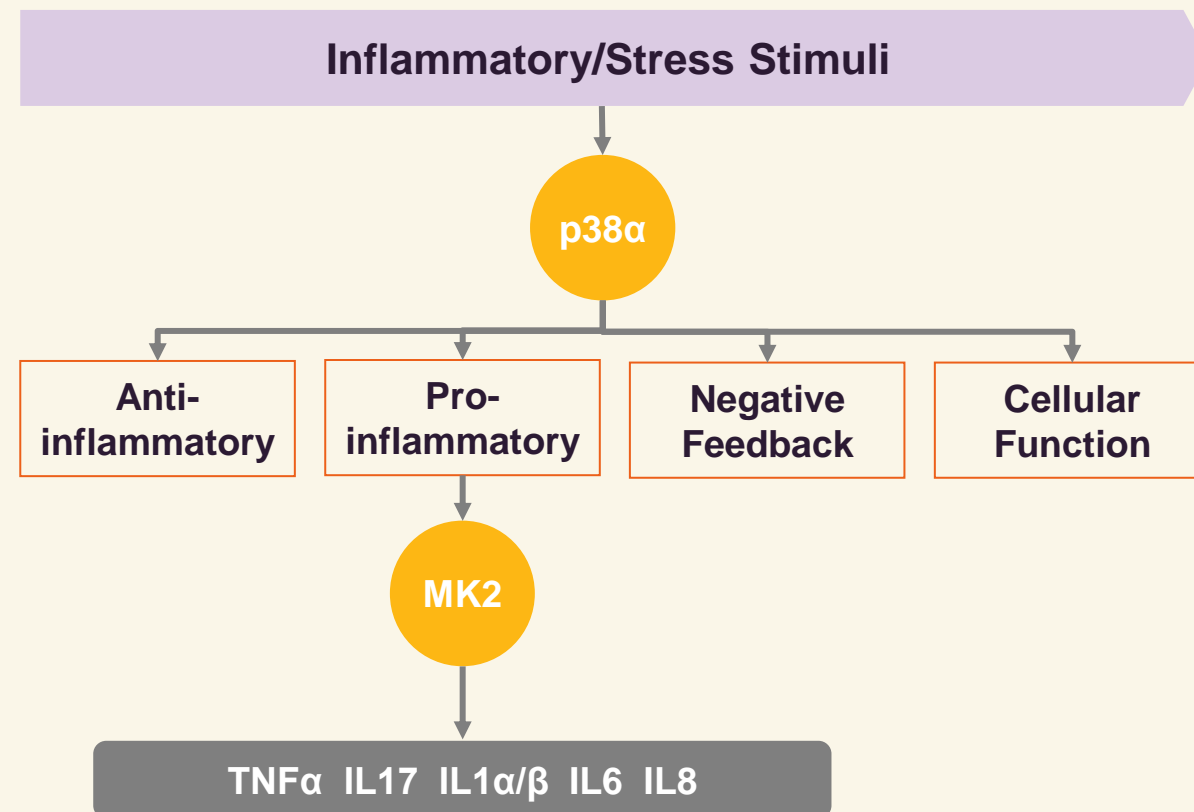 Inflammatory/Stress Stimuli
p38α
Anti-
inflammatory
Pro-
inflammatory
Negative
Feedback
Cellular
Function
MK2
TNFα IL17 IL1α/β IL6 IL8